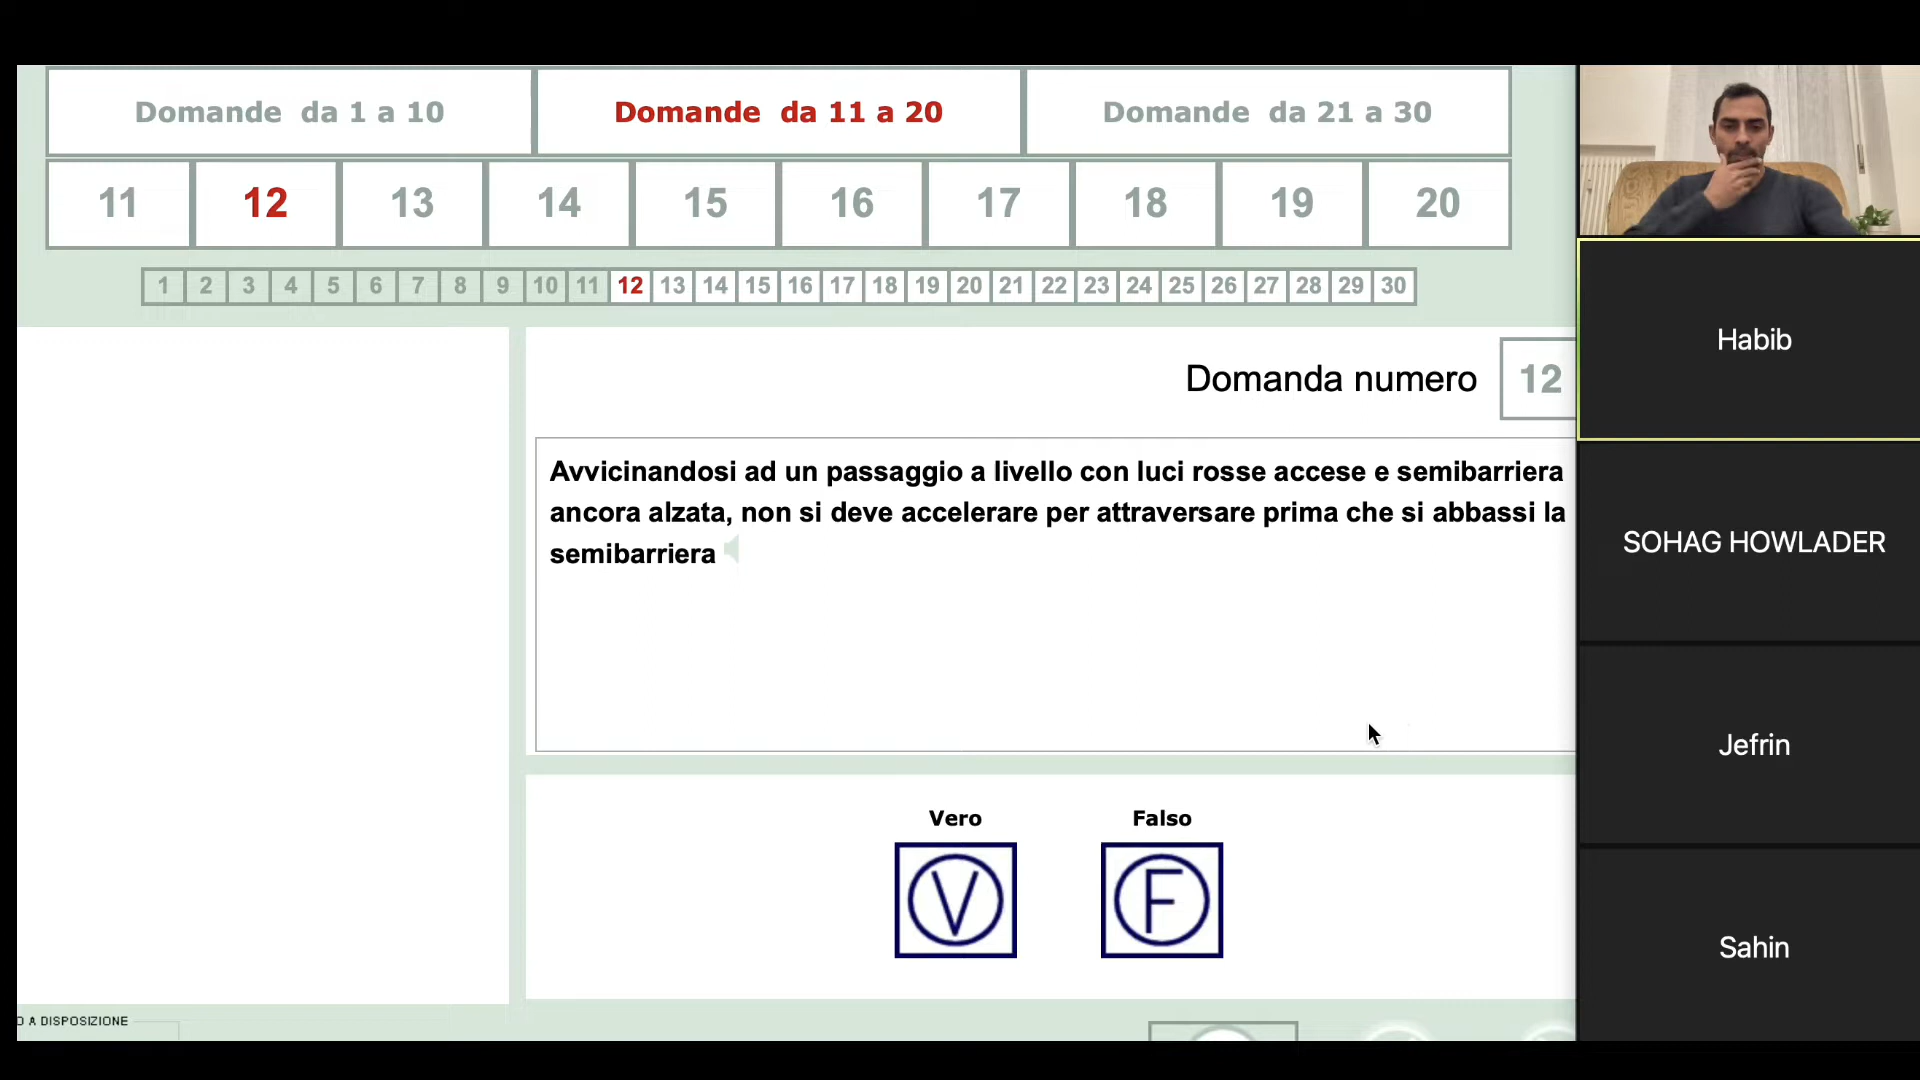 Domande da 1 a 10
Domande da 11 a 20
Domande da 21 a 30
11 12 13 14 15 16 17 18 19 20
1 2 3 4 5 6 7 8 9 10 11 12 13 14 15 16 17 18 19 20 21 22 23 24 25 26 27 28 29 30
Domanda numero 12
Avvicinandosi ad un passaggio a livello con luci rosse accese e semibarriera
ancora alzata, non si deve accelerare per attraversare prima che si abbassi la
semibarriera
Vero
Falso
V
F
O A DISPOSIZIONE
Habib
SOHAG HOWLADER
Jefrin
Sahin